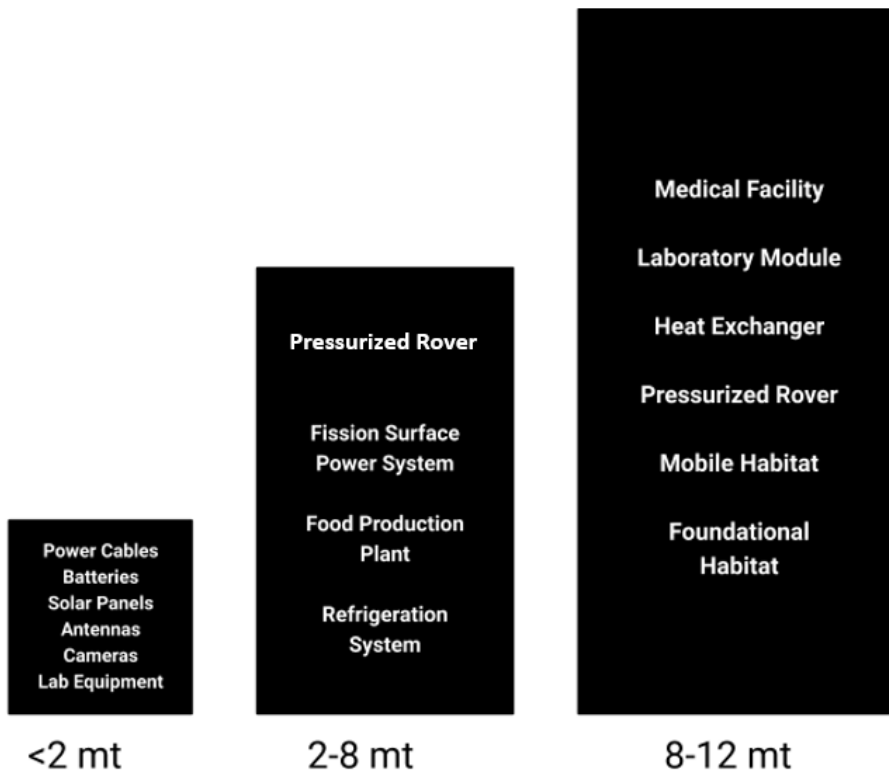 Power Cables
Batteries
Solar Panels
Antennas
Cameras
Lab Equipment
<2 mt
Pressurized Rover
Fission Surface
Power System
Food Production
Plant
Refrigeration
System
2-8 mt
Medical Facility
Laboratory Module
Heat Exchanger
Pressurized Rover
Mobile Habitat
Foundational
Habitat
8-12 mt